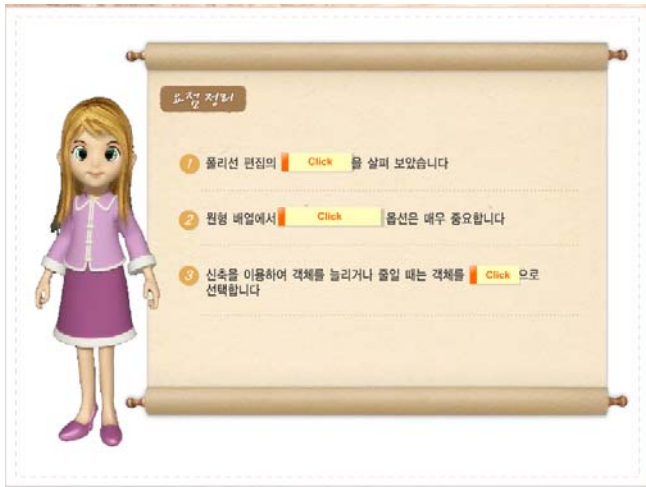 요점정리
1 폴리선 편집의 Click 을 살펴 보았습니다
2 원형 배열에서 Click 옵션은 매우 중요합니다
3 신축을 이용하여 객체를 늘리거나 줄일 때는 객체를 Click 으로
선택합니다